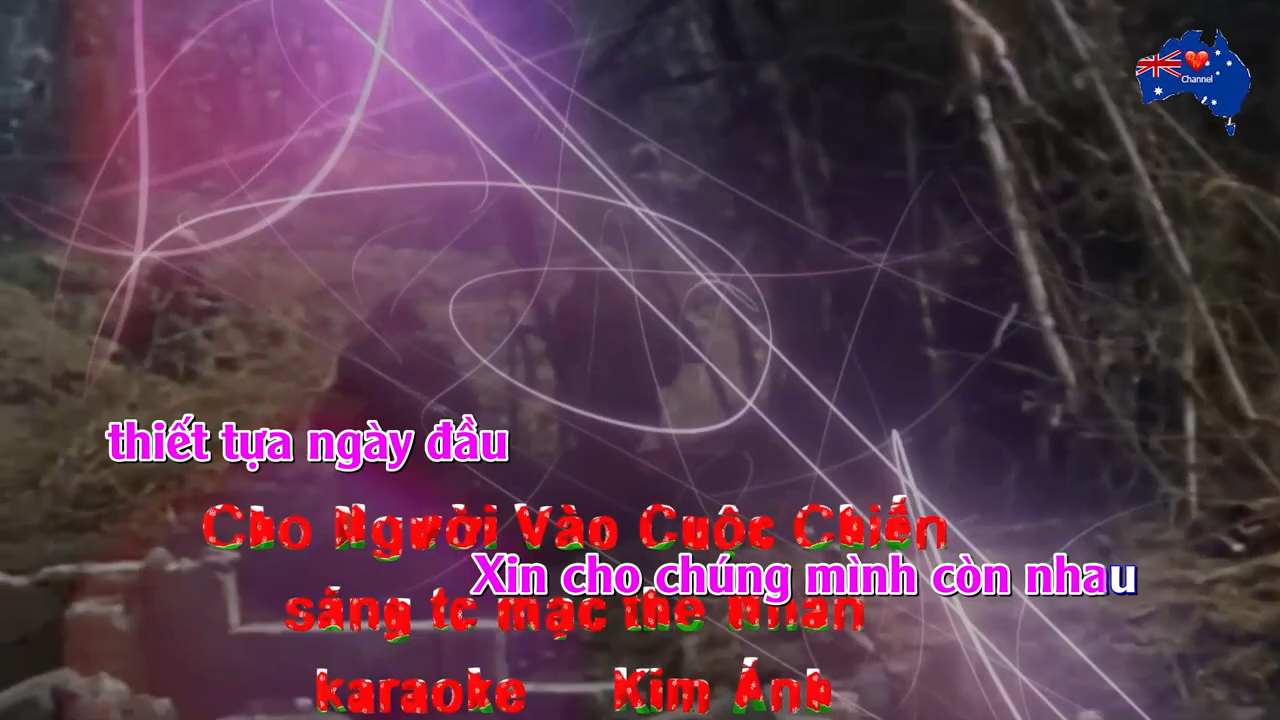 Channel
thiết tựa ngày đầu
Cho Người Vào Cuộc Chiến
Xin cho chúng mình còn nhau
sáng tc mạc thế Nhân
karaoke Kim Ánh